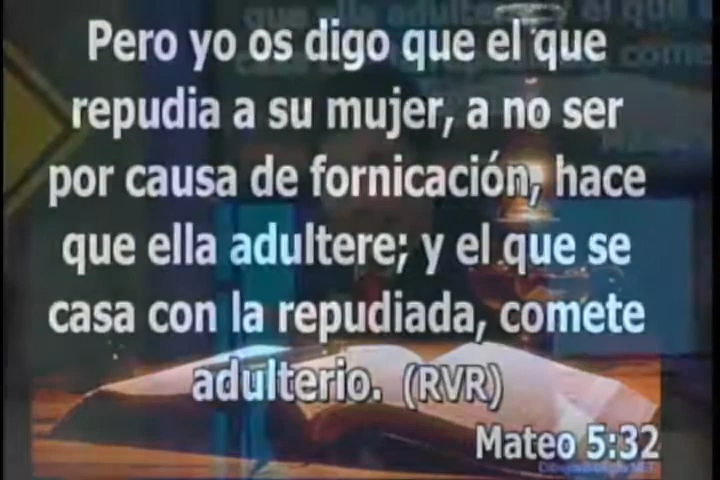 Pero yo os digo que el que
repudia a su mujer, a no ser
por causa de fornicación, hace
que ella adultere; y el que se
casa con la repudiada, comete
adulterio. (RVR)
Mateo 5:32